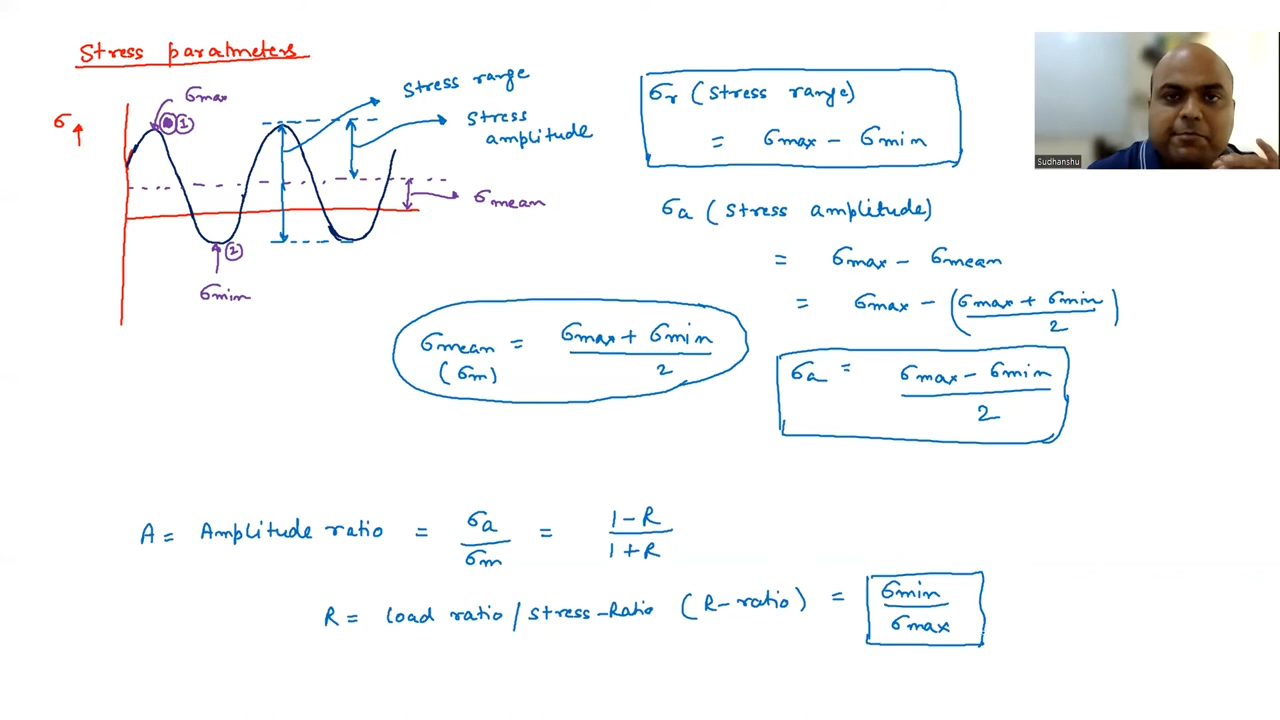 Stress parameters
σ
σmax
①
②
σmin
Stress range
Stress
amplitude
σmean
σr (Stress range)
= σmax - σmin
σa (Stress amplitude)
= σmax - σmean
= σmax - (σmax + σmin / 2)
σa = σmax - σmin / 2
σmean = σmax + σmin / 2
(σm)
A = Amplitude ratio = σa / σm = 1-R / 1+R
R = Load ratio / Stress-Ratio (R-ratio) = σmin / σmax
Sudhanshu